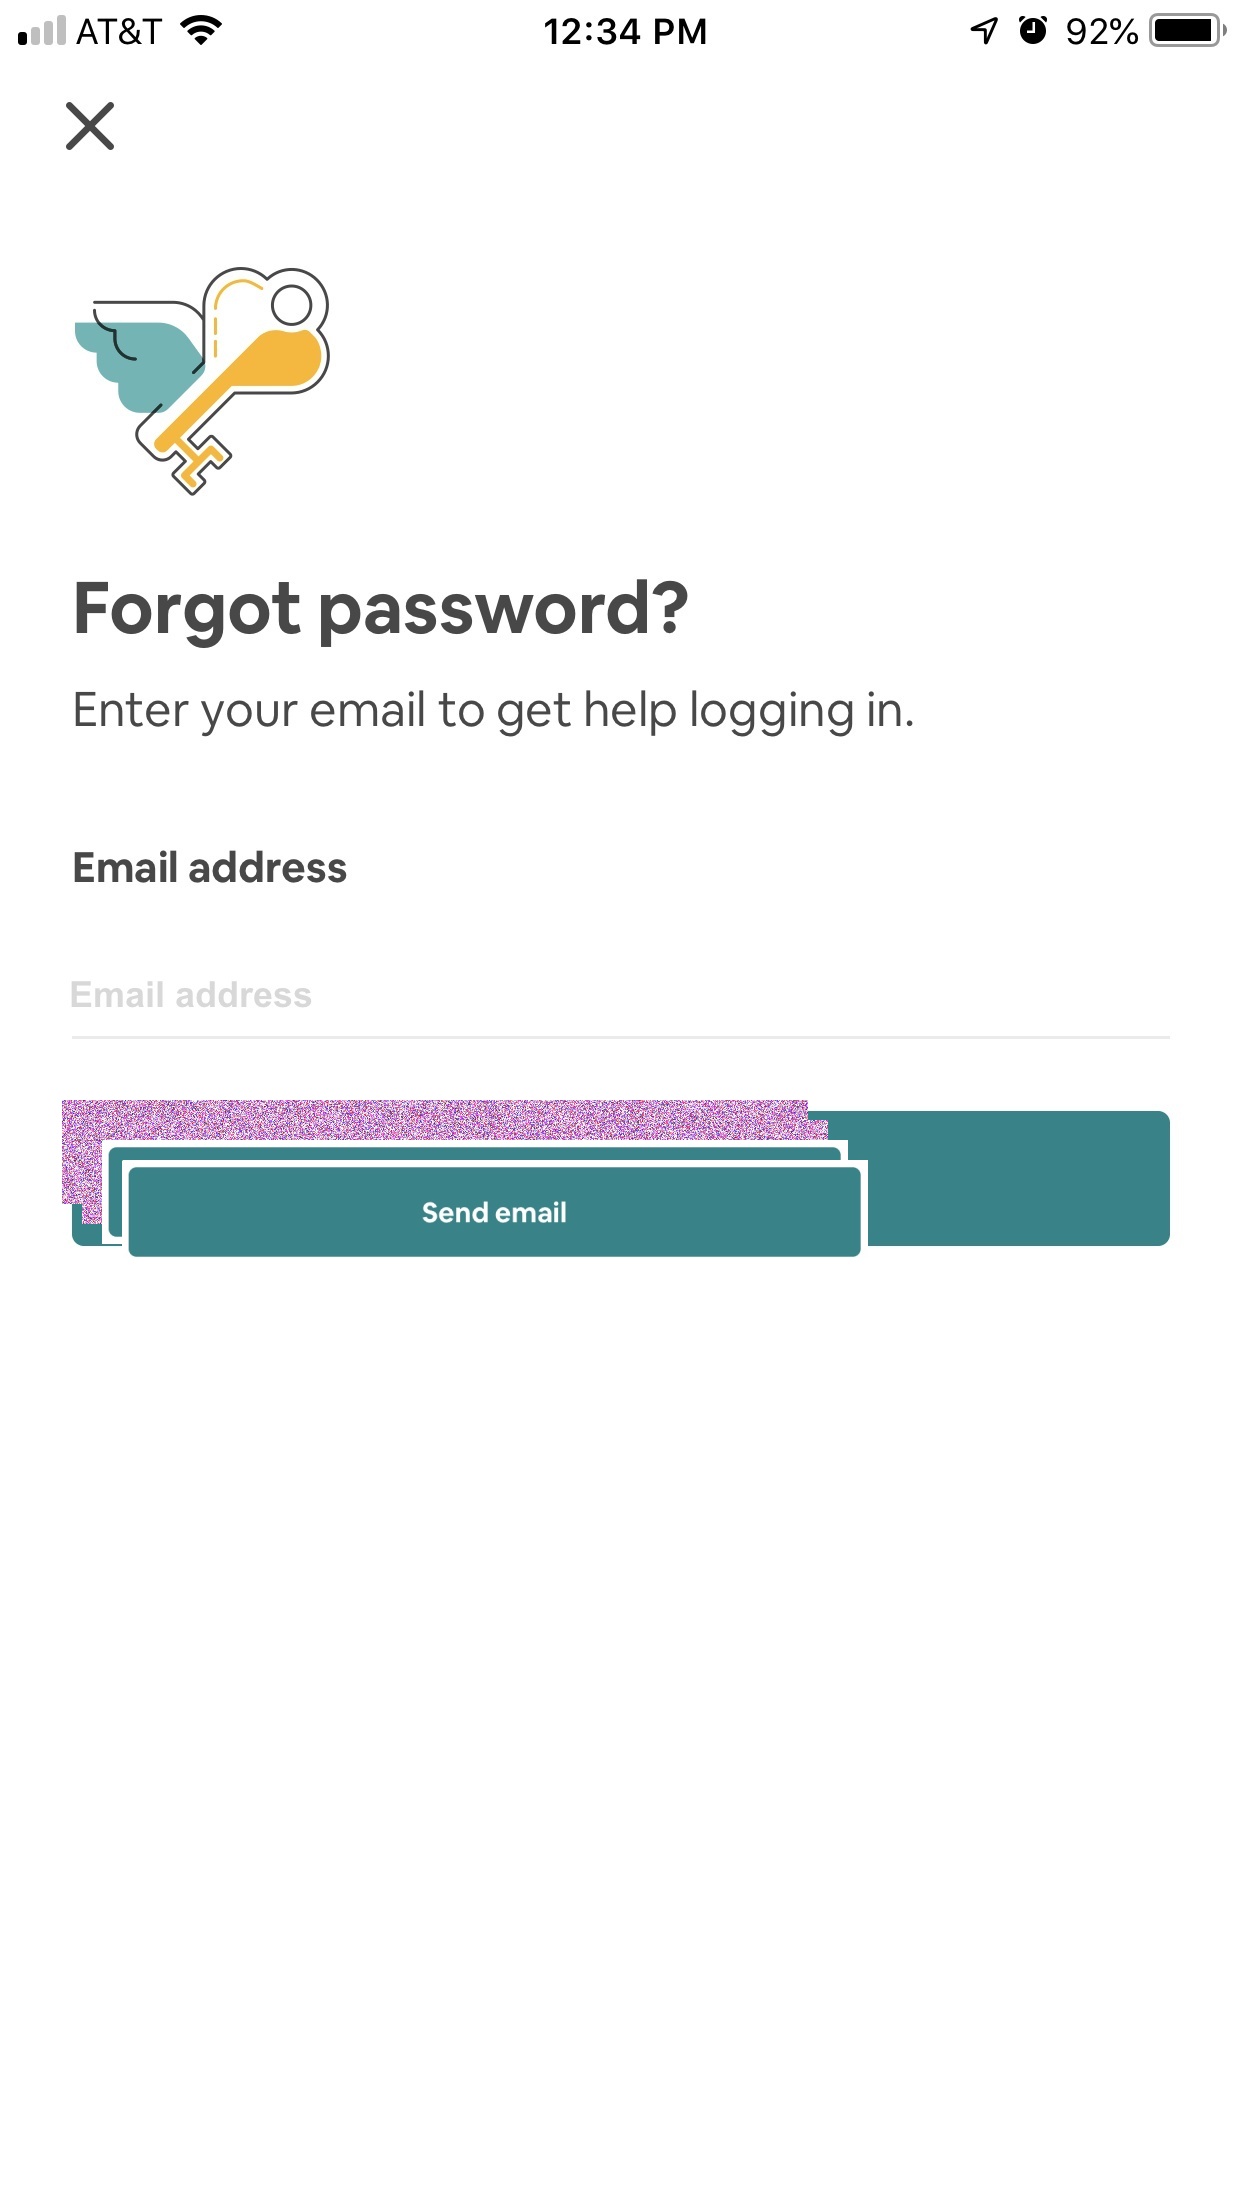 AT&T 12:34 PM 92%
Forgot password?
Enter your email to get help logging in.
Email address
Email address
Send email